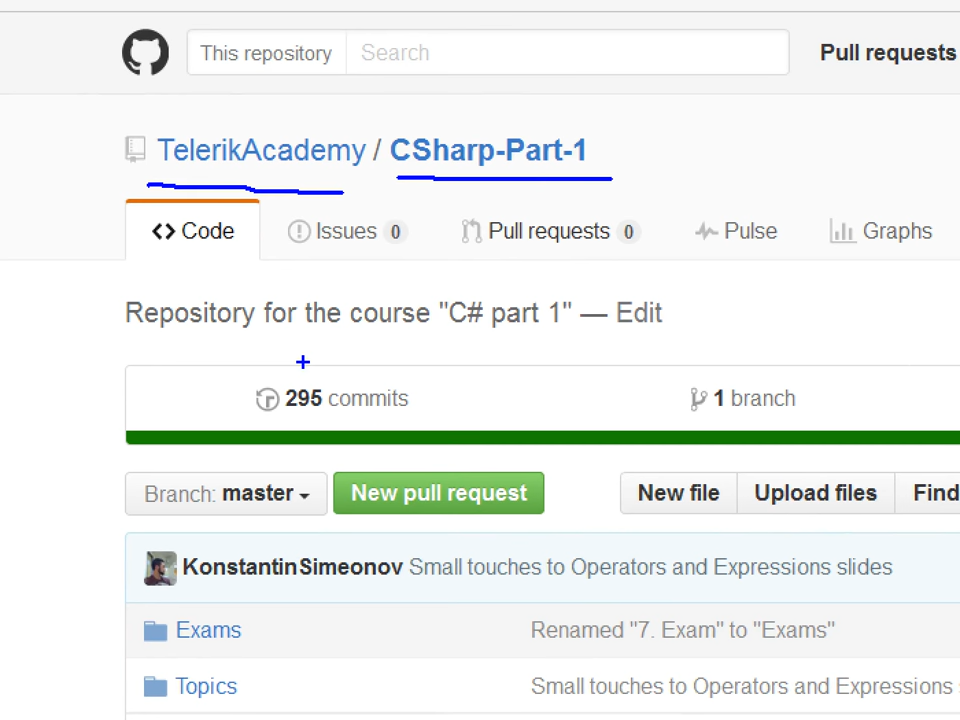 This repository Search Pull requests
TelerikAcademy / CSharp-Part-1
Code Issues 0 Pull requests 0 Pulse Graphs
Repository for the course "C# part 1" — Edit
295 commits 1 branch
Branch: master New pull request New file Upload files Find
KonstantinSimeonov Small touches to Operators and Expressions slides
Exams Renamed "7. Exam" to "Exams"
Topics Small touches to Operators and Expressions